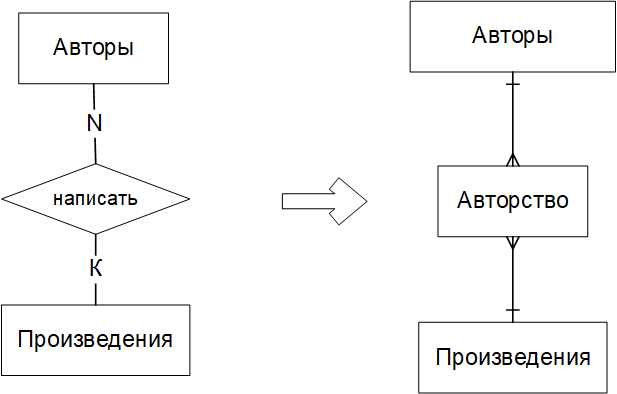 Авторы
N
написать
К
Произведения
Авторы
Авторство
Произведения